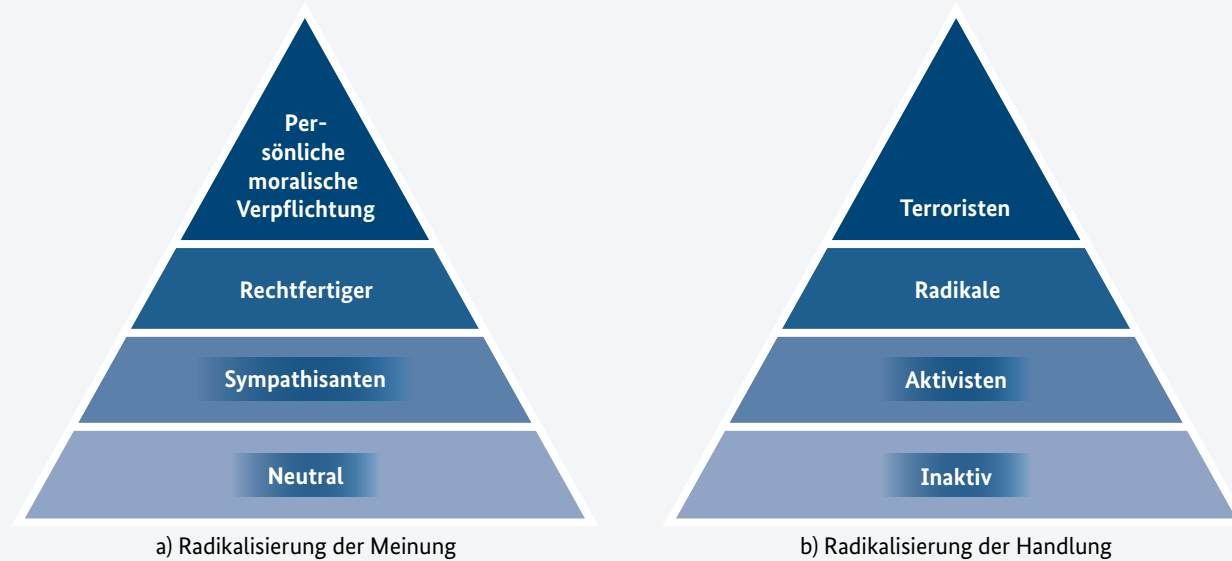 Per-
sönliche
moralische
Verpflichtung
Rechtfertiger
Sympathisanten
Neutral
a) Radikalisierung der Meinung
Terroristen
Radikale
Aktivisten
Inaktiv
b) Radikalisierung der Handlung